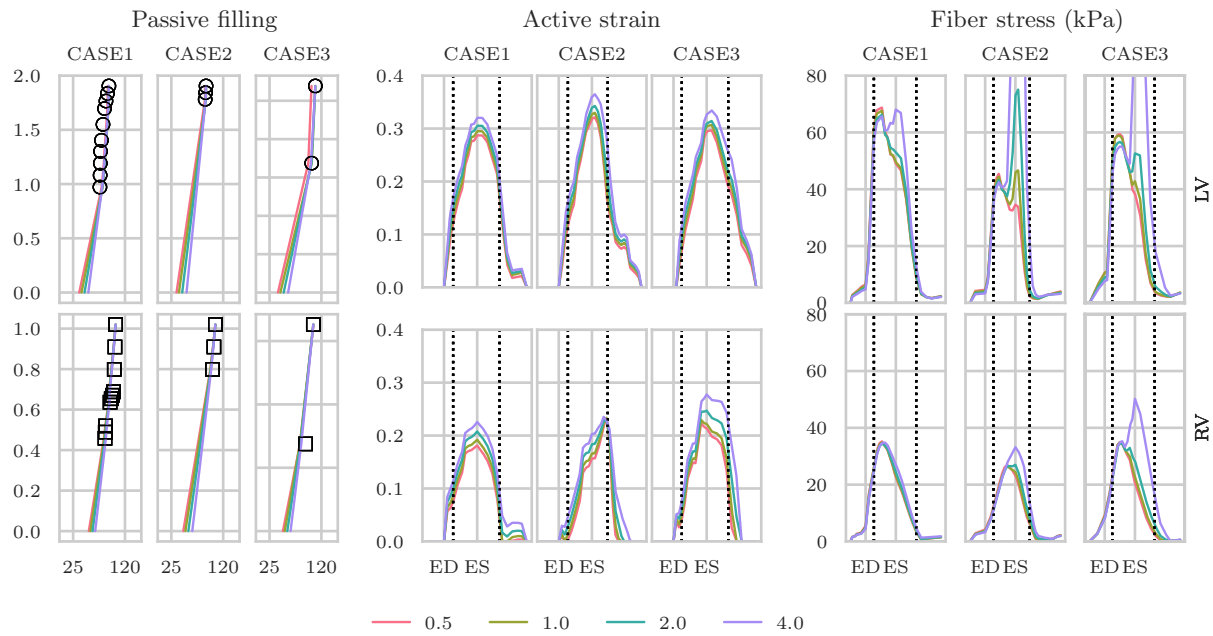 Passive filling Active strain Fiber stress (kPa)
CASE1 CASE2 CASE3 CASE1 CASE2 CASE3 CASE1 CASE2 CASE3
2.0 0.4 80
1.5 0.3 60
1.0 0.2 40
0.5 0.1 20
0.0 0.0 0
LV
1.0 0.4 80
0.8 0.3 60
0.6 0.2 40
0.4 0.1 20
0.2 0.0 0
0.0
RV
25 120 25 120 25 120 ED ES ED ES ED ES ED ES ED ES ED ES
0.5 1.0 2.0 4.0